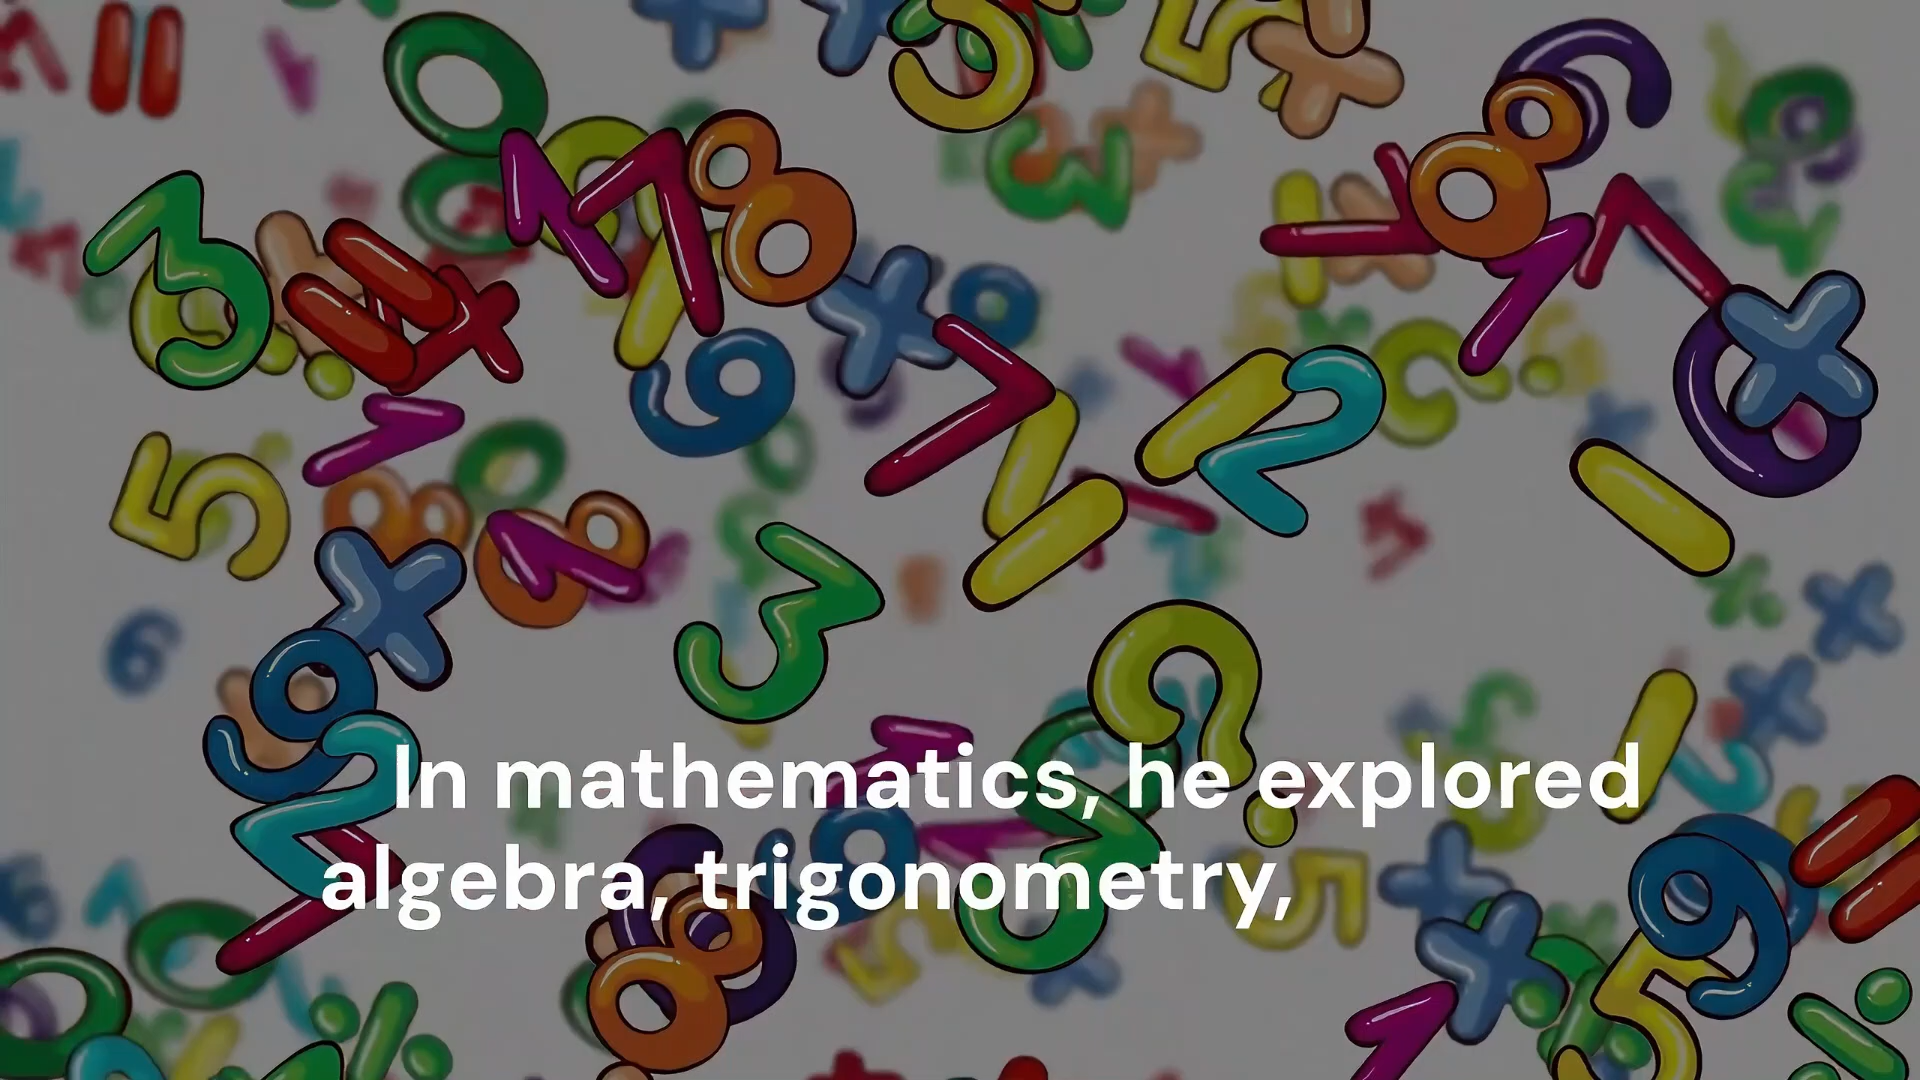 In mathematics, he explored
algebra, trigonometry,